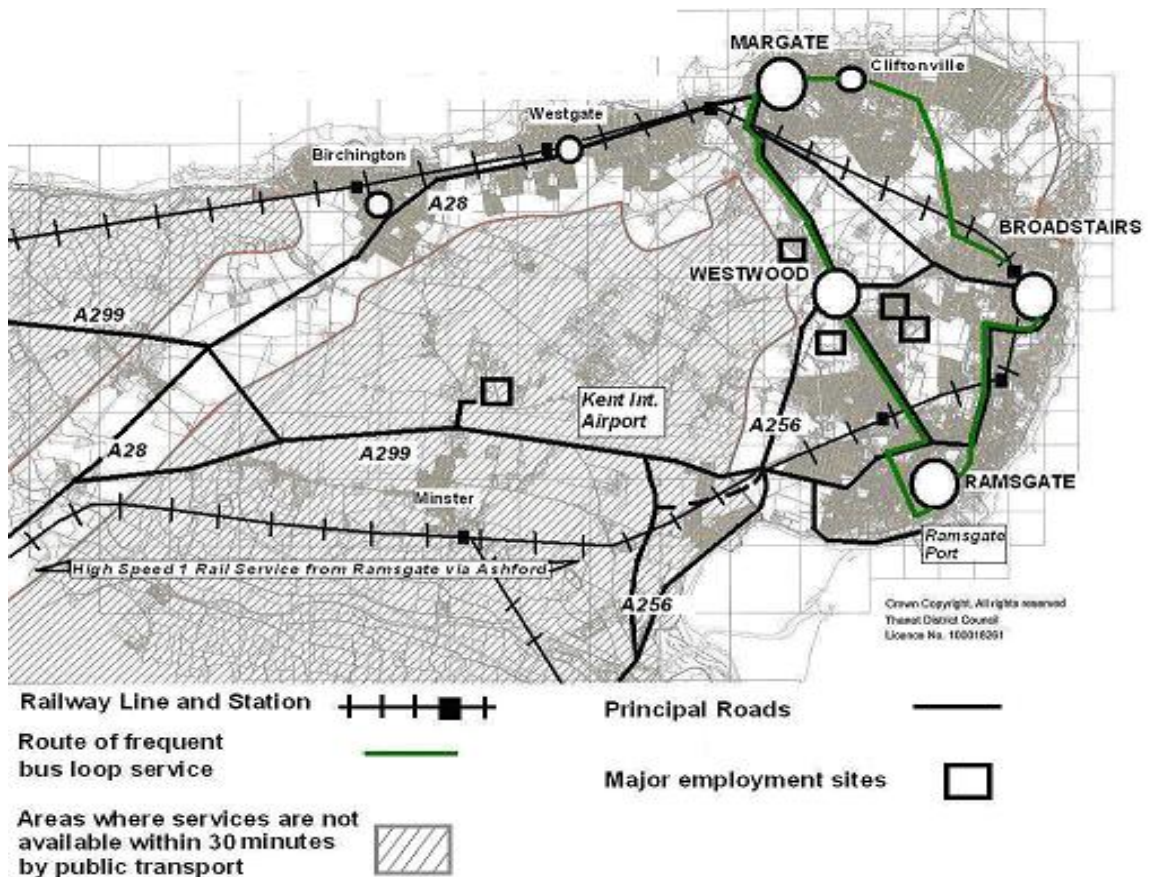 MARGATE
Cliftonville
Westgate
Birchington
A28
BROADSTAIRS
WESTWOOD
A299
Kent Int.
Airport
A256
A28
A299
RAMSGATE
Minster
Ramsgate
Port
High Speed 1 Rail Service from Ramsgate via Ashford
A256
Crown Copyright. All rights reserved
Thanet District Council
Licence No. 100018261
Railway Line and Station
Principal Roads
Route of frequent
bus loop service
Major employment sites
Areas where services are not
available within 30 minutes
by public transport